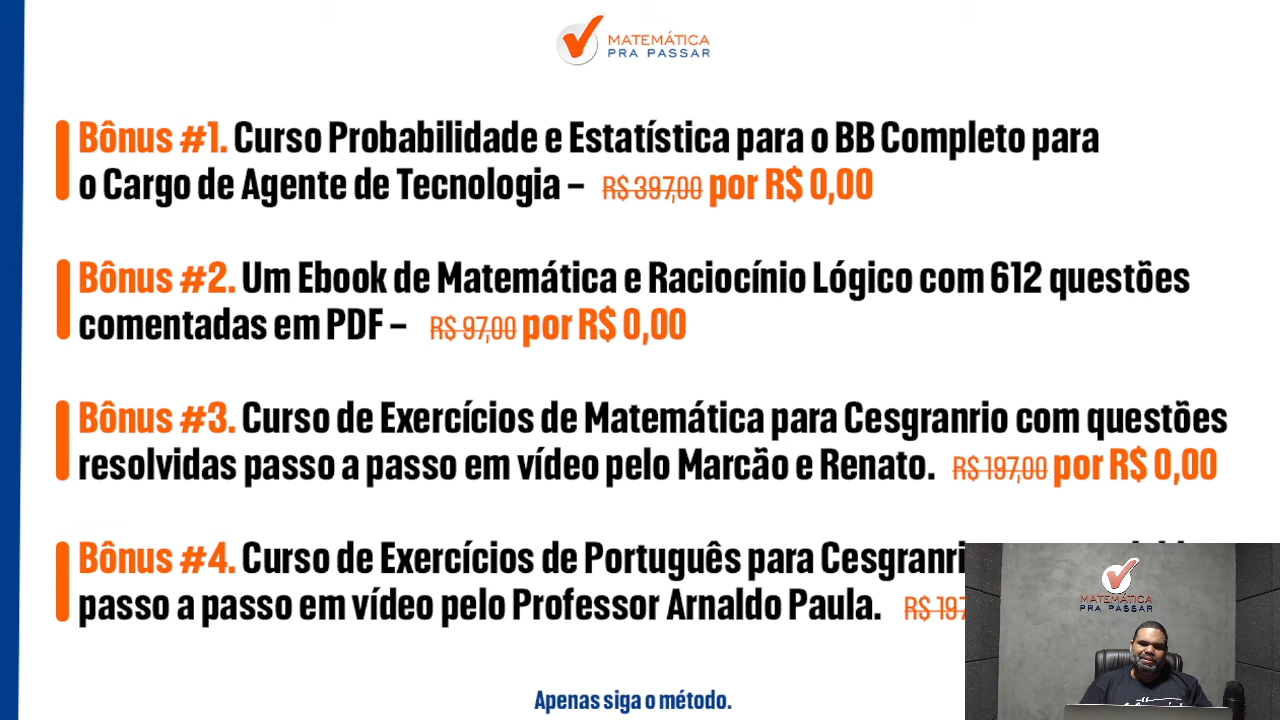 MATEMÁTICA
PRA PASSAR
Bônus #1. Curso Probabilidade e Estatística para o BB Completo para
o Cargo de Agente de Tecnologia – R$ 397,00 por R$ 0,00
Bônus #2. Um Ebook de Matemática e Raciocínio Lógico com 612 questões
comentadas em PDF – R$ 97,00 por R$ 0,00
Bônus #3. Curso de Exercícios de Matemática para Cesgranrio com questões
resolvidas passo a passo em vídeo pelo Marcão e Renato. R$ 197,00 por R$ 0,00
Bônus #4. Curso de Exercícios de Português para Cesgranri
passo a passo em vídeo pelo Professor Arnaldo Paula. R$ 197
MATEMÁTICA
PRA PASSAR
Apenas siga o método.